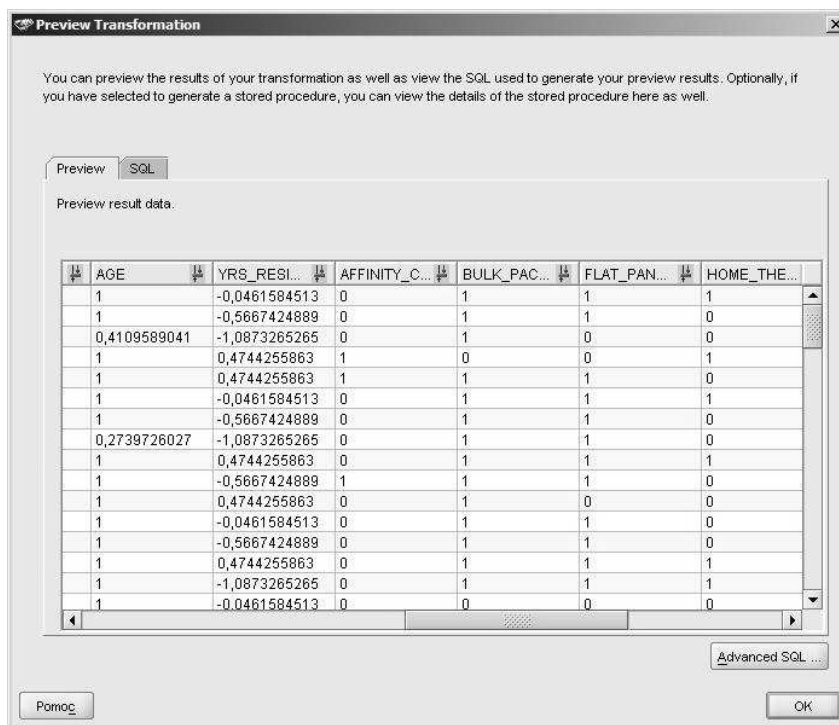 Preview Transformation
You can preview the results of your transformation as well as view the SQL used to generate your preview results. Optionally, if
you have selected to generate a stored procedure, you can view the details of the stored procedure here as well.
Preview SQL
Preview result data.
AGE YRS_RESI... AFFINITY_C... BULK_PAC... FLAT_PAN... HOME_THE...
1 -0,0461584513 0 1 1 1
1 -0,5667424889 0 1 1 0
0,4109589041 -1,0873265265 0 1 0 0
1 0,4744255863 1 0 0 1
1 0,4744255863 1 1 1 0
1 -0,0461584513 0 1 1 1
1 -0,5667424889 0 1 1 0
0,2739726027 -1,0873265265 0 1 1 0
1 0,4744255863 0 1 1 1
1 -0,5667424889 1 1 1 0
1 0,4744255863 0 1 0 0
1 -0,0461584513 0 1 1 0
1 -0,5667424889 0 1 1 0
1 0,4744255863 0 1 1 1
1 -1,0873265265 0 1 1 1
1 -0,0461584513 0 0 0 0
Advanced SQL ...
Pomoc OK